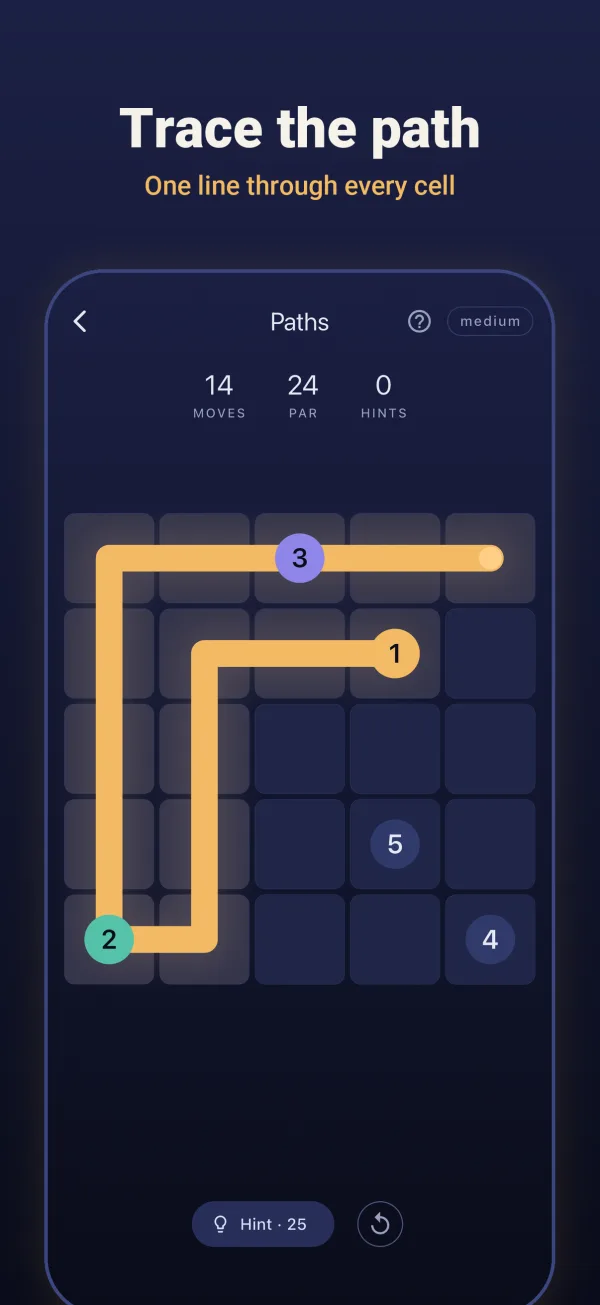 Trace the path
One line through every cell
Paths
medium
14 24 0
MOVES PAR HINTS
3
1
5
2 4
Hint · 25